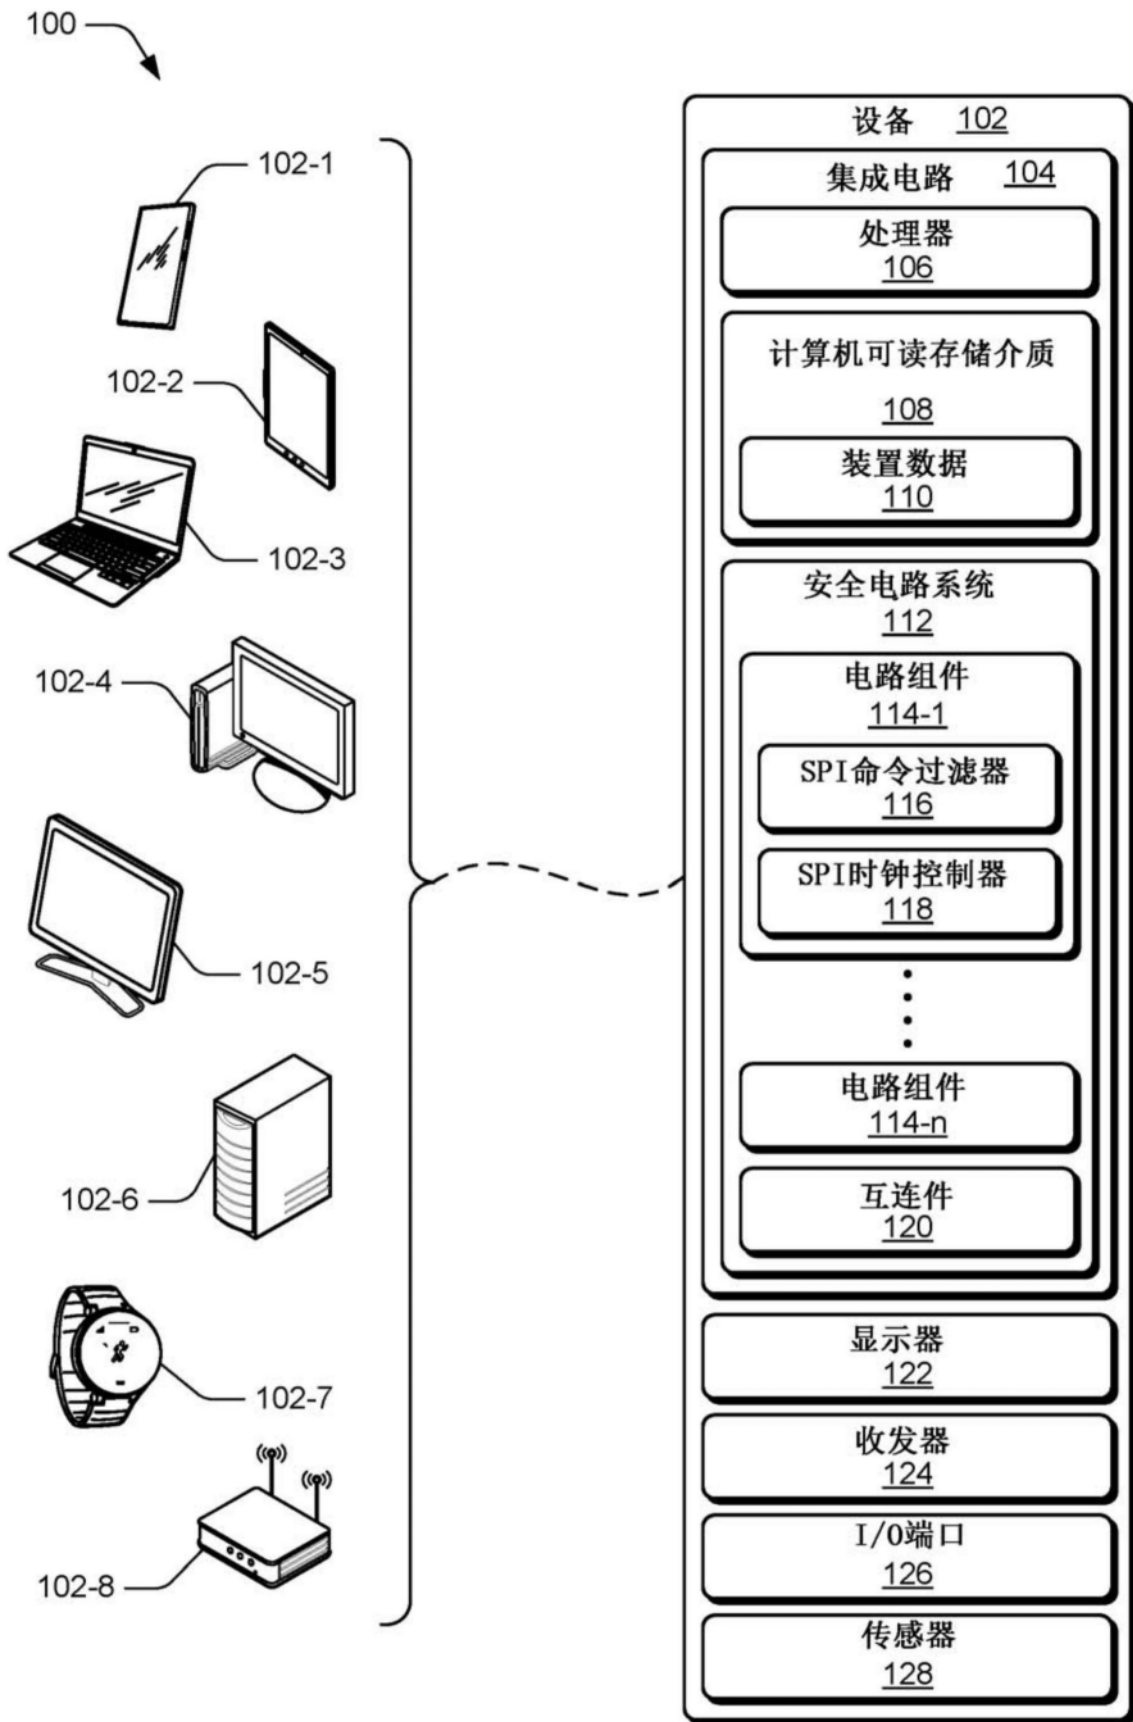 100
102-1
102-2
102-3
102-4
102-5
102-6
102-7
102-8
设备 102
集成电路 104
处理器
106
计算机可读存储介质
108
装置数据
110
安全电路系统
112
电路组件
114-1
SPI命令过滤器
116
SPI时钟控制器
118
电路组件
114-n
互连件
120
显示器
122
收发器
124
I/O端口
126
传感器
128